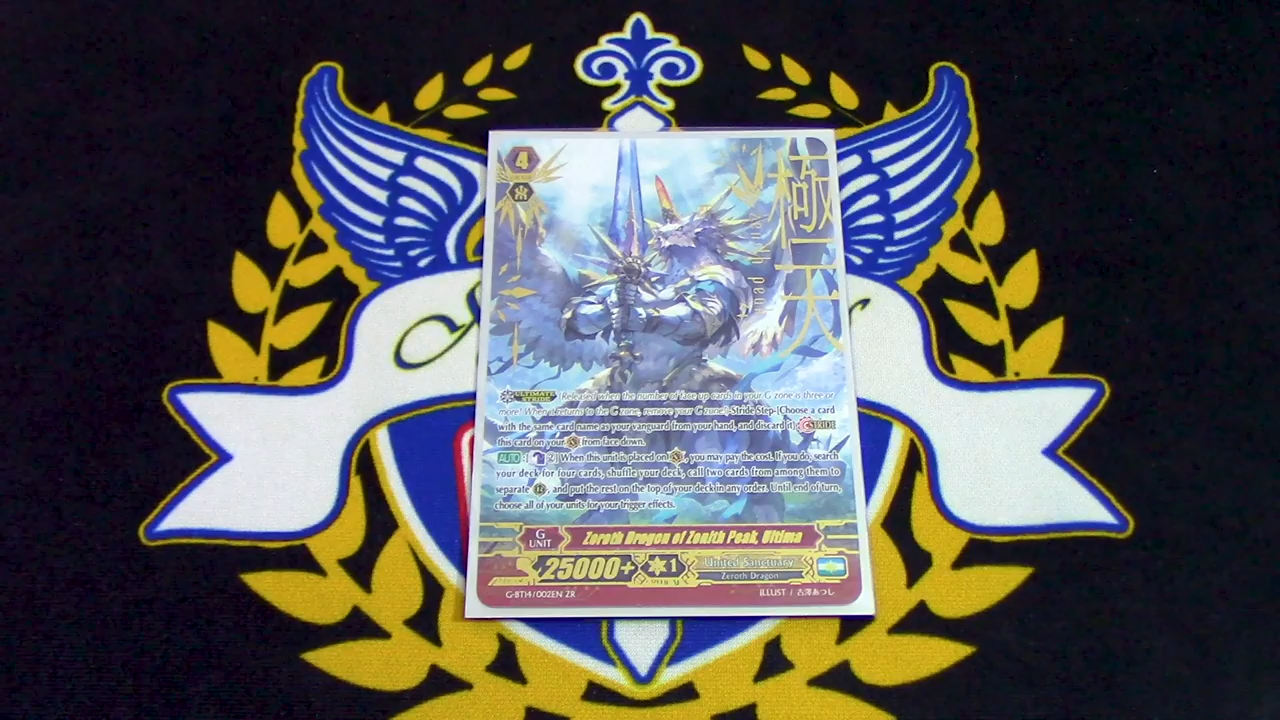 4
極天
ULTIMATE STRIDE (Released when the number of face up cards in your G zone is three or
more! When it returns to the G zone, remove your G zone!)-Stride Step-[Choose a card
with the same card name as your vanguard from your hand, and discard it] STRIDE
this card on your from face down.
AUTO : [2] When this unit is placed on , you may pay the cost. If you do, search
your deck for four cards, shuffle your deck, call two cards from among them to
separate , and put the rest on the top of your deck in any order. Until end of turn,
choose all of your units for your trigger effects.
G UNIT Zeroth Dragon of Zenith Peak, Ultima
25000+ 1 United Sanctuary
Zeroth Dragon
G-BT14/002EN ZR ILLUST / 古澤あつし